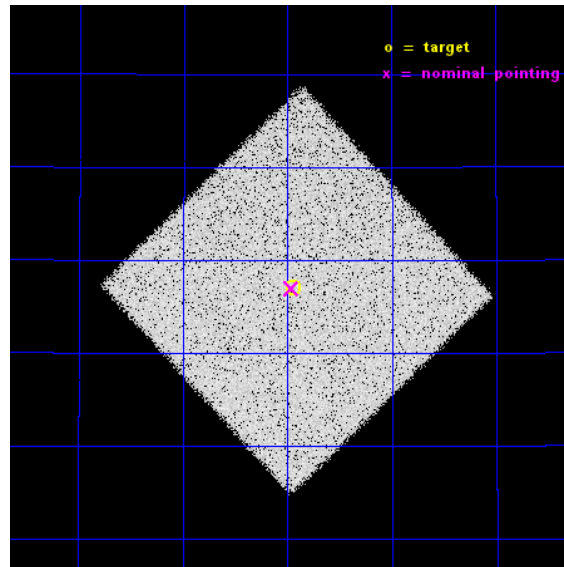 o = target
x = nominal pointing